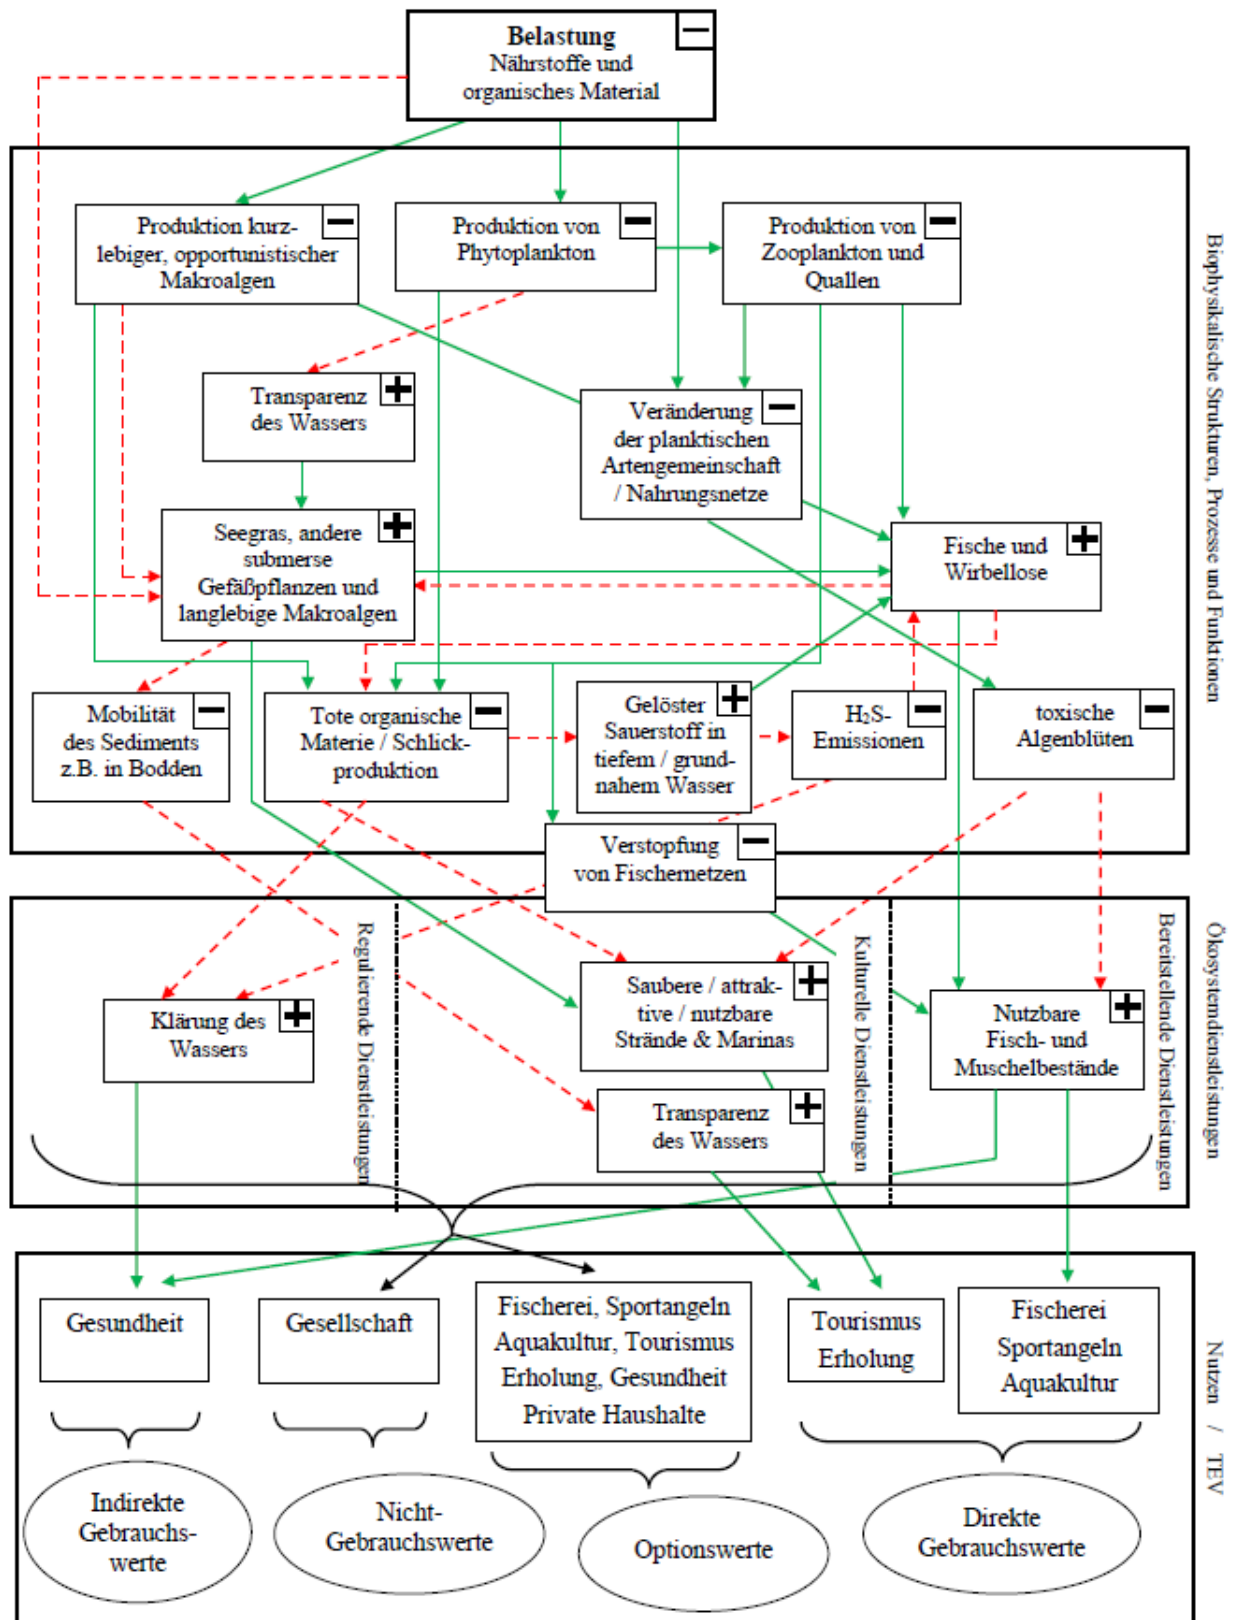 Belastung
Nährstoffe und
organisches Material
Produktion kurz-
lebiger, opportunistischer
Makroalgen
Produktion von
Phytoplankton
Produktion von
Zooplankton und
Quallen
Transparenz
des Wassers
Veränderung
der planktischen
Artengemeinschaft
/ Nahrungsnetze
Seegras, andere
submerse
Gefäßpflanzen und
langlebige Makroalgen
Fische und
Wirbellose
Mobilität
des Sediments
z.B. in Bodden
Tote organische
Materie / Schlick-
produktion
Gelöster
Sauerstoff in
tiefem / grund-
nahem Wasser
H₂S-
Emissionen
toxische
Algenblüten
Verstopfung
von Fischernetzen
Biophysikalische Strukturen, Prozesse und Funktionen
Klärung des
Wassers
Regulierende Dienstleistungen
Saubere / attrak-
tive / nutzbare
Strände & Marinas
Transparenz
des Wassers
Kulturelle Dienstleistungen
Nutzbare
Fisch- und
Muschelbestände
Bereitstellende Dienstleistungen
Ökosystemdienstleistungen
Gesundheit
Gesellschaft
Fischerei, Sportangeln
Aquakultur, Tourismus
Erholung, Gesundheit
Private Haushalte
Tourismus
Erholung
Fischerei
Sportangeln
Aquakultur
Indirekte
Gebrauchs-
werte
Nicht-
Gebrauchswerte
Optionswerte
Direkte
Gebrauchswerte
Nutzen / TEV